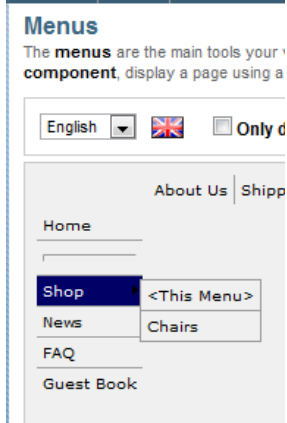 Menus
The menus are the main tools your
component, display a page using a
English
Only
About Us Shipp
Home
Shop
<This Menu>
News
Chairs
FAQ
Guest Book